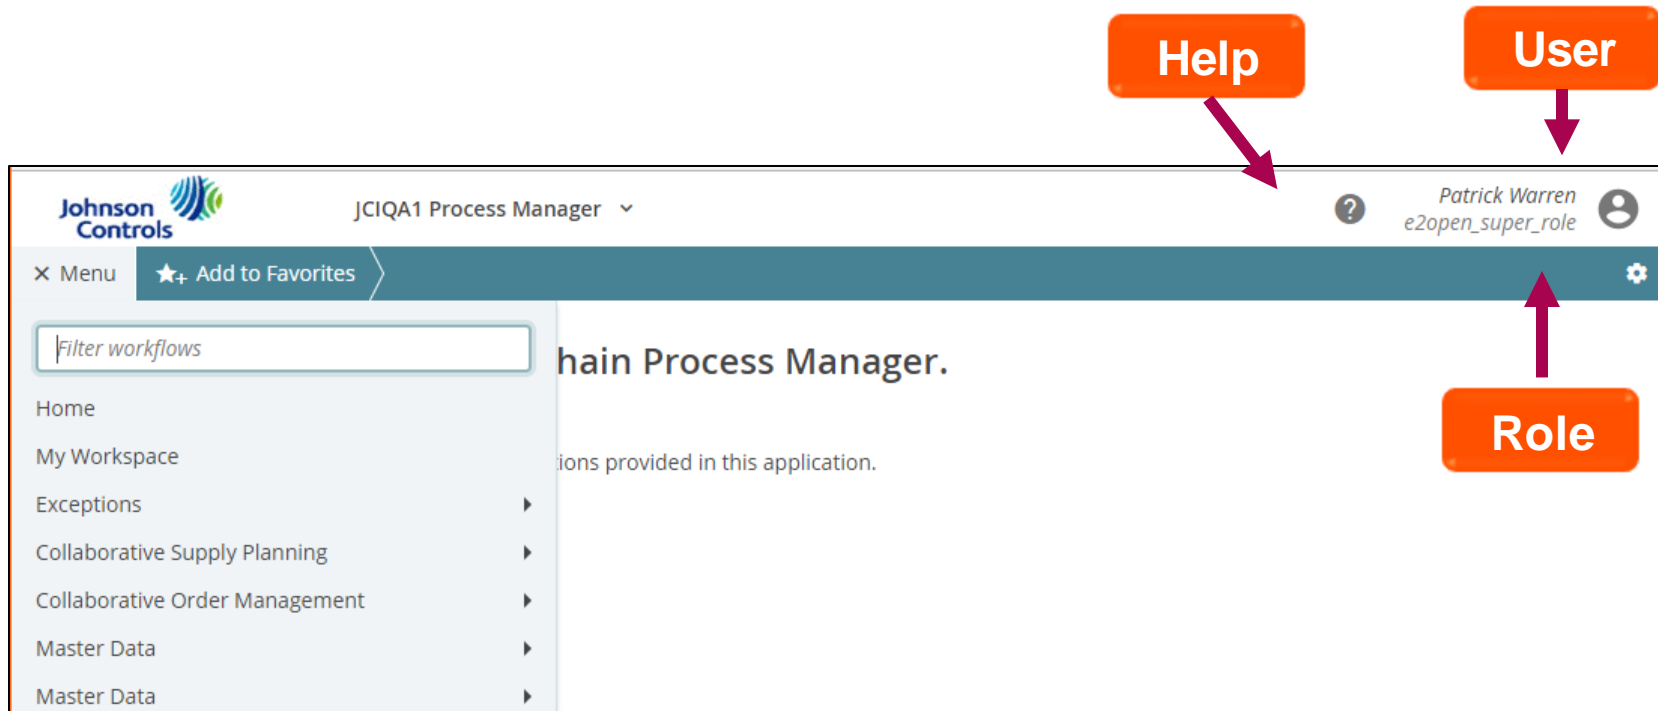 Help
User
Johnson
Controls
JCIQA1 Process Manager
Patrick Warren
e2open_super_role
Menu
Add to Favorites
Filter workflows
hain Process Manager.
Home
Role
My Workspace
ions provided in this application.
Exceptions
Collaborative Supply Planning
Collaborative Order Management
Master Data
Master Data